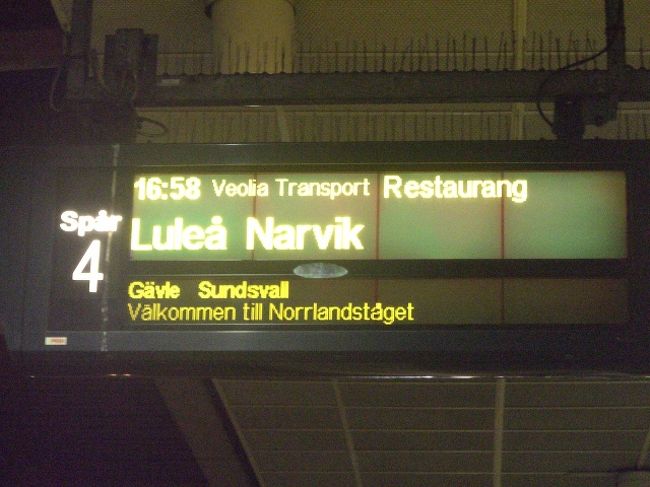 16:58 Veolia Transport Restaurang
Spår
4
Luleå Narvik
Gävle Sundsvall
Välkommen till Norrlandståget